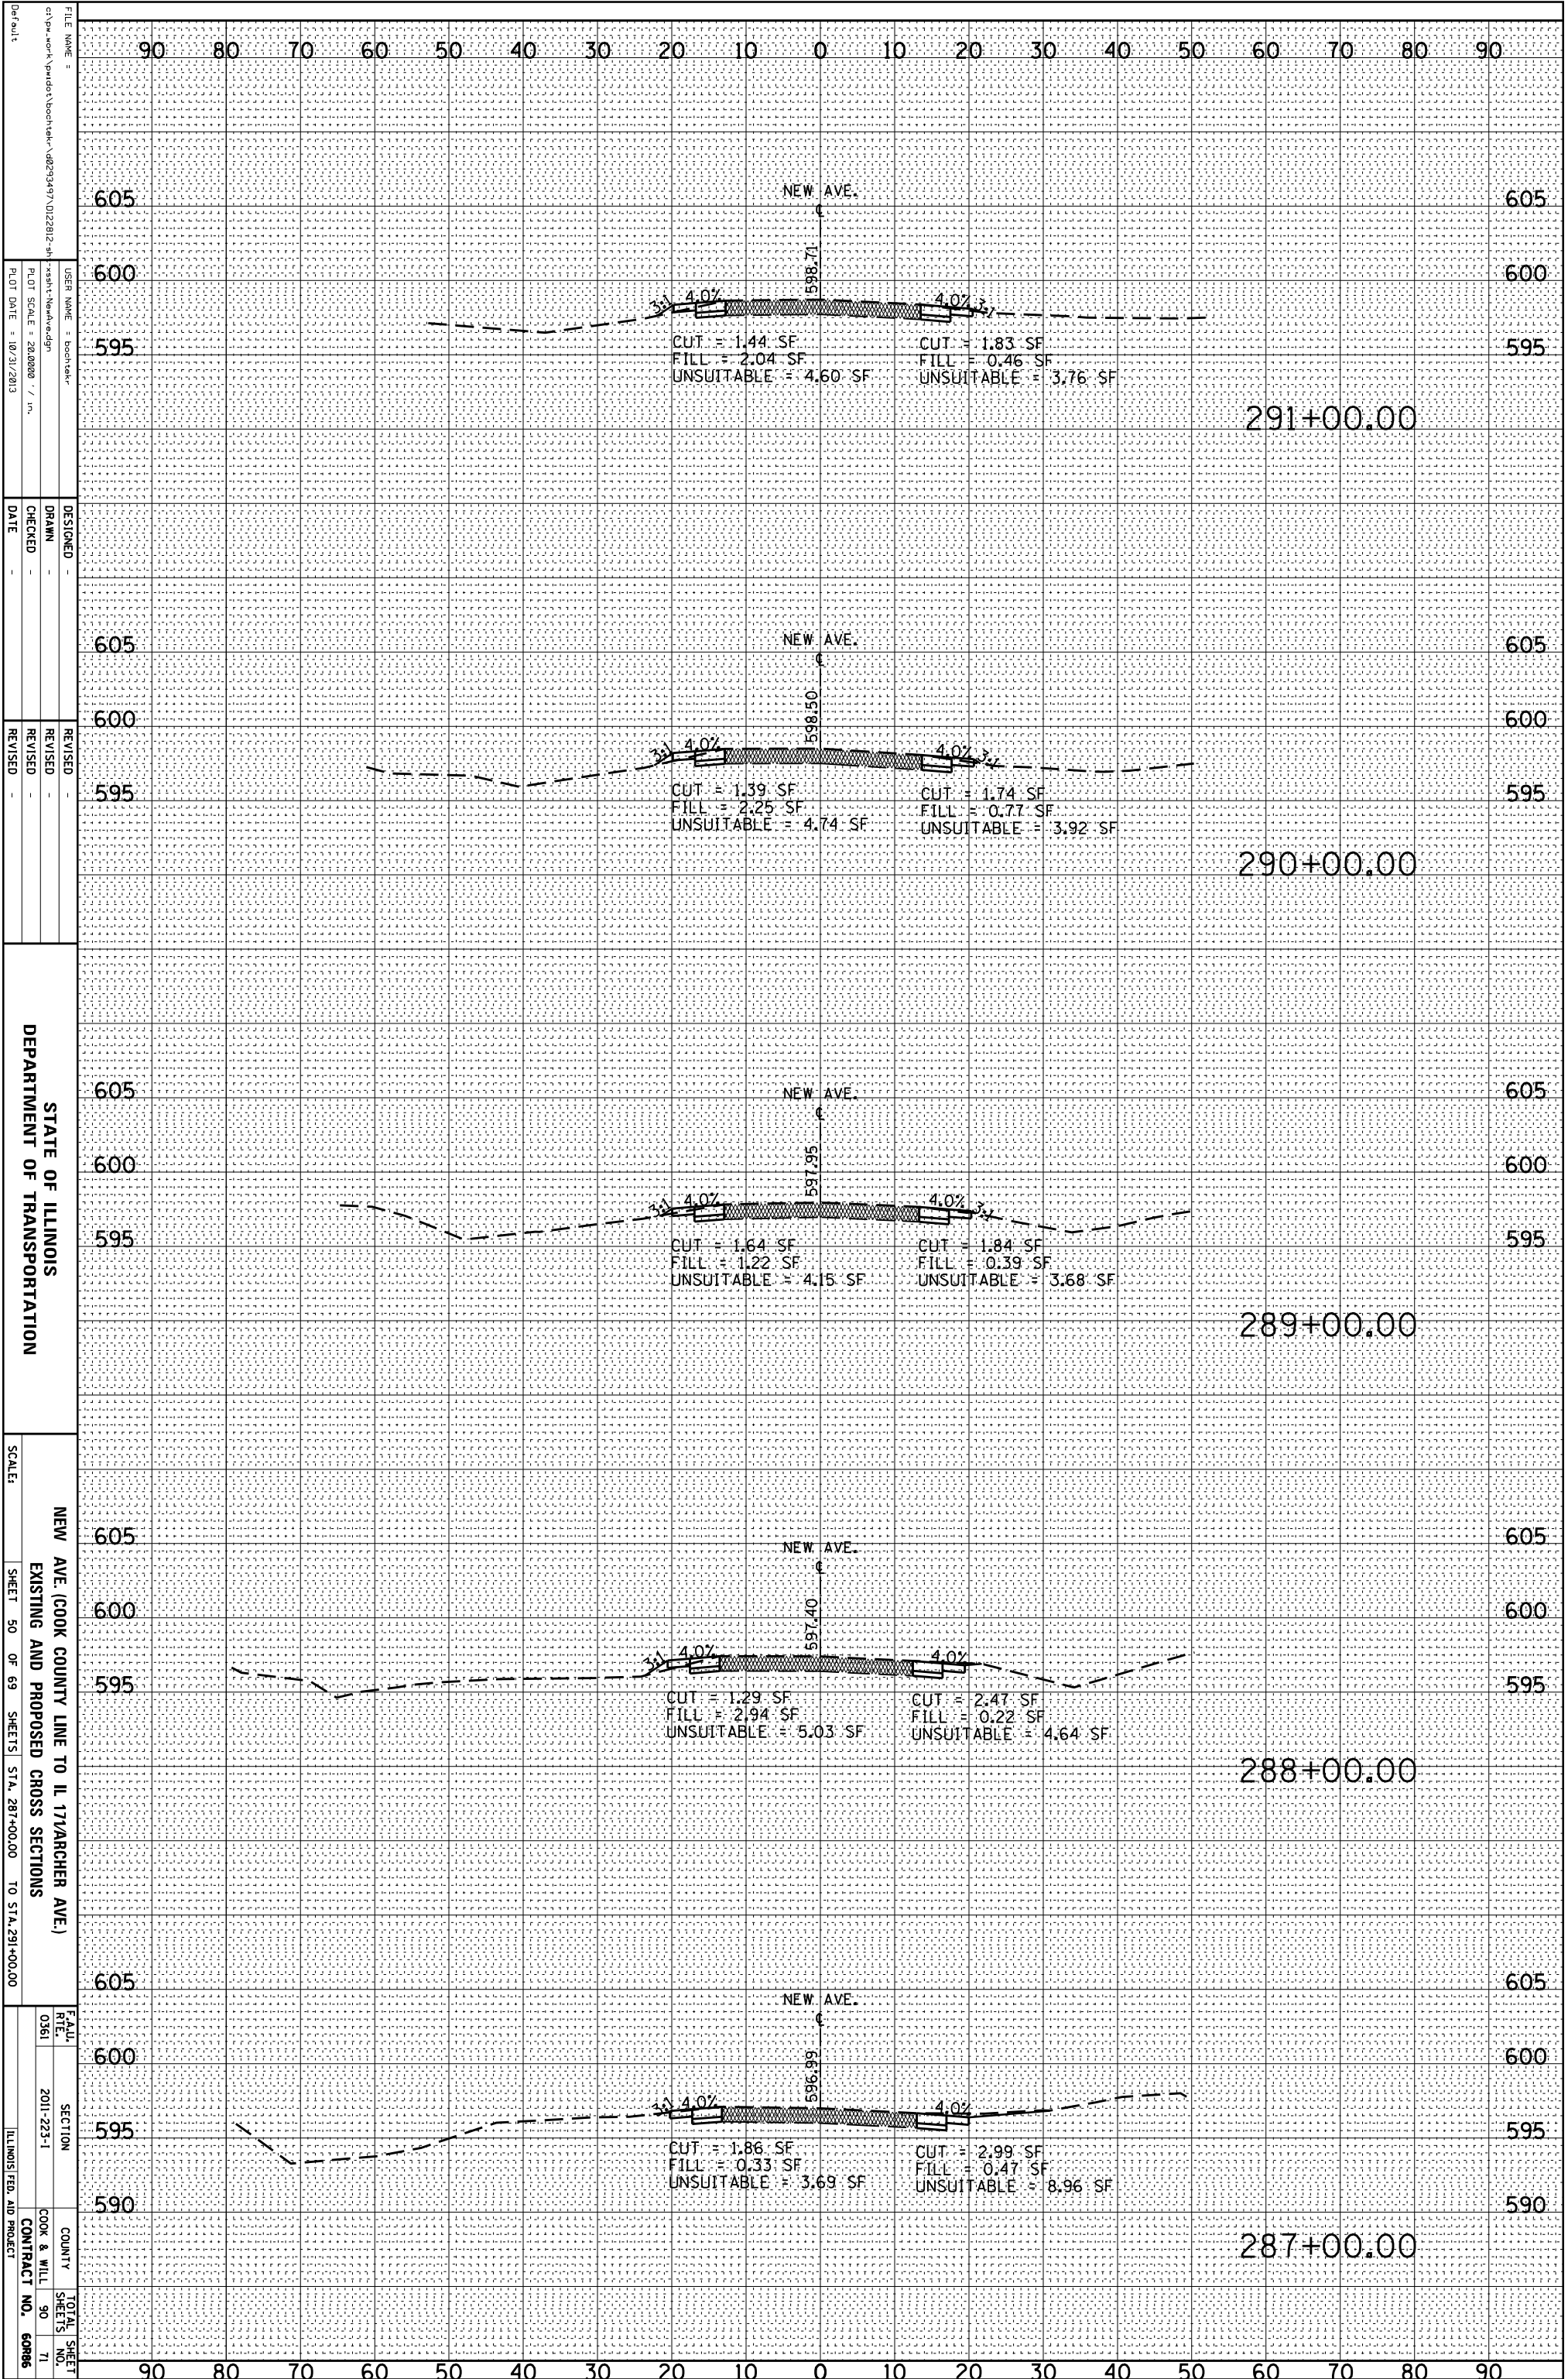 90 80 70 60 50 40 30 20 10 0 10 20 30 40 50 60 70 80 90
605 605
NEW AVE.
℄
600 598.71 600
3:1 4.0% 4.0% 3:1
595 595
CUT = 1.44 SF
FILL = 2.04 SF
UNSUITABLE = 4.60 SF
CUT = 1.83 SF
FILL = 0.46 SF
UNSUITABLE = 3.76 SF
291+00.00
605 605
NEW AVE.
℄
600 598.50 600
3:1 4.0% 4.0% 3:1
595 595
CUT = 1.39 SF
FILL = 2.25 SF
UNSUITABLE = 4.74 SF
CUT = 1.74 SF
FILL = 0.77 SF
UNSUITABLE = 3.92 SF
290+00.00
605 605
NEW AVE.
℄
600 597.95 600
3:1 4.0% 4.0% 3:1
595 595
CUT = 1.64 SF
FILL = 1.22 SF
UNSUITABLE = 4.15 SF
CUT = 1.84 SF
FILL = 0.39 SF
UNSUITABLE = 3.68 SF
289+00.00
605 605
NEW AVE.
℄
600 597.40 600
3:1 4.0% 4.0%
595 595
CUT = 1.29 SF
FILL = 2.94 SF
UNSUITABLE = 5.03 SF
CUT = 2.47 SF
FILL = 0.22 SF
UNSUITABLE = 4.64 SF
288+00.00
605 605
NEW AVE.
℄
600 596.99 600
3:1 4.0% 4.0%
595 595
CUT = 1.86 SF
FILL = 0.33 SF
UNSUITABLE = 3.69 SF
CUT = 2.99 SF
FILL = 0.47 SF
UNSUITABLE = 8.96 SF
590 590
287+00.00
90 80 70 60 50 40 30 20 10 0 10 20 30 40 50 60 70 80 90
FILE NAME =
c:\pw_work\pwidot\bochtekr\d0293497\D122812-sht-xssht-NewAve.dgn
Default
USER NAME = bochtekr
PLOT SCALE = 20.0000 ' / in.
PLOT DATE = 10/31/2013
DESIGNED -
DRAWN -
CHECKED -
DATE -
REVISED -
REVISED -
REVISED -
REVISED -
STATE OF ILLINOIS
DEPARTMENT OF TRANSPORTATION
NEW AVE. (COOK COUNTY LINE TO IL 171/ARCHER AVE.)
EXISTING AND PROPOSED CROSS SECTIONS
SCALE: SHEET 50 OF 69 SHEETS STA. 287+00.00 TO STA. 291+00.00
F.A.U. RTE. SECTION COUNTY TOTAL SHEETS SHEET NO.
0361 2011-223-1 COOK & WILL 90 71
CONTRACT NO. 60R86
ILLINOIS FED. AID PROJECT